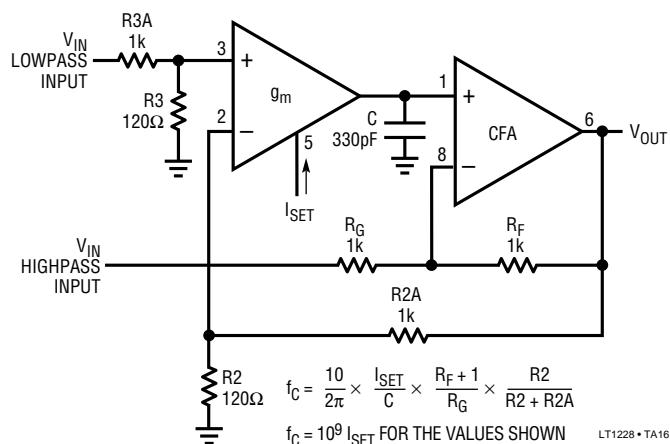 R3A
1k
V_IN
LOWPASS
INPUT
R3
120Ω
3
+
g_m
2
−
5
I_SET
C
330pF
1
+
CFA
8
−
6
V_OUT
R_G
1k
R_F
1k
V_IN
HIGHPASS
INPUT
R2A
1k
R2
120Ω
f_C = 10/2π × I_SET/C × R_F + 1/R_G × R2/R2 + R2A
f_C = 10⁹ I_SET FOR THE VALUES SHOWN
LT1228 • TA16